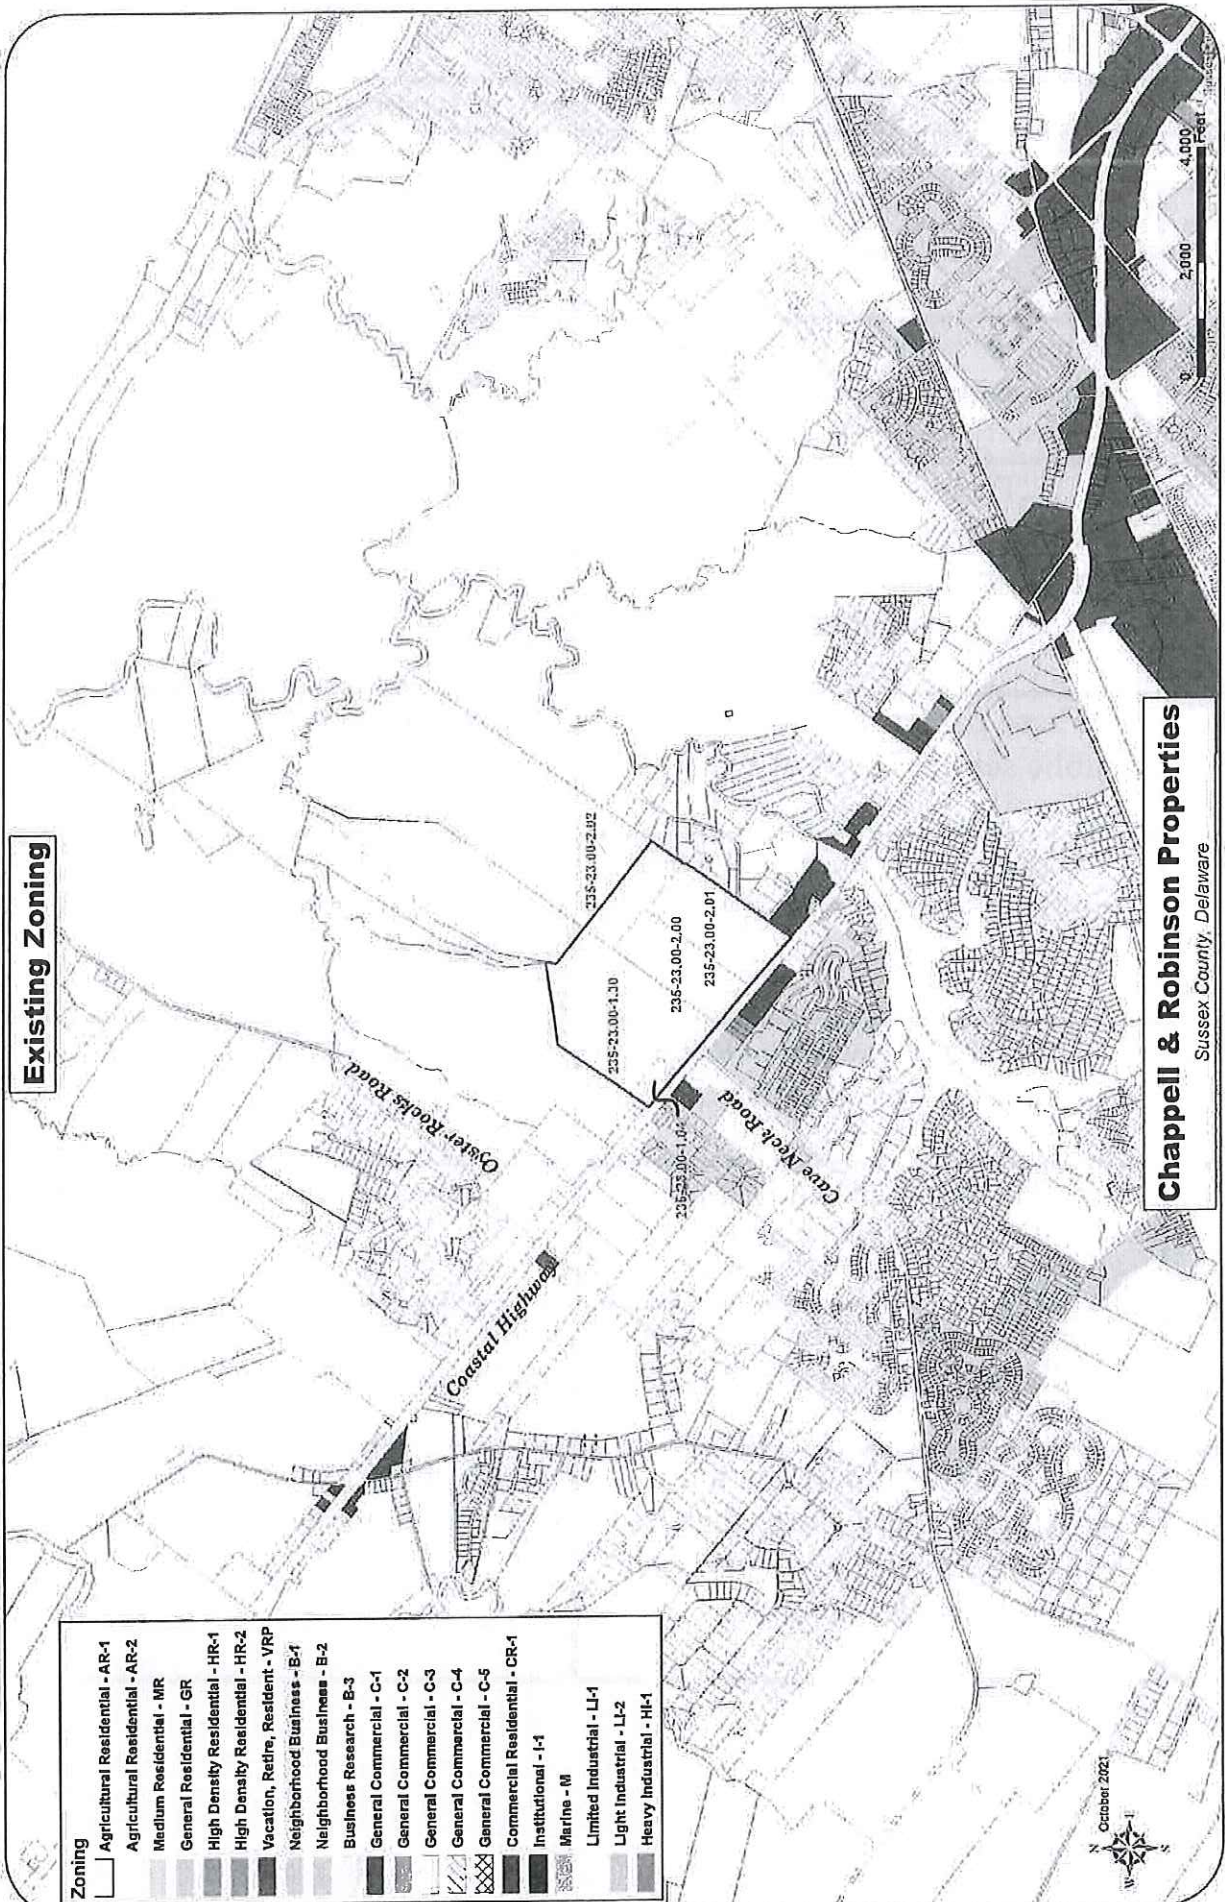 Existing Zoning
Oyster Rocks Road
Coastal Highway
Cave Neck Road
235-23.00-2.02
235-23.00-1.10
235-23.00-2.00
235-23.00-2.01
Zoning
Agricultural Residential - AR-1
Agricultural Residential - AR-2
Medium Residential - MR
General Residential - GR
High Density Residential - HR-1
High Density Residential - HR-2
Vacation, Retire, Resident - VRP
Neighborhood Business - B-1
Neighborhood Business - B-2
Business Research - B-3
General Commercial - C-1
General Commercial - C-2
General Commercial - C-3
General Commercial - C-4
General Commercial - C-5
Commercial Residential - CR-1
Institutional - I-1
Marine - M
Limited Industrial - LI-1
Light Industrial - LI-2
Heavy Industrial - HI-1
October 2021
N
W
S
Chappell & Robinson Properties
Sussex County, Delaware
0 2,000 4,000
Feet